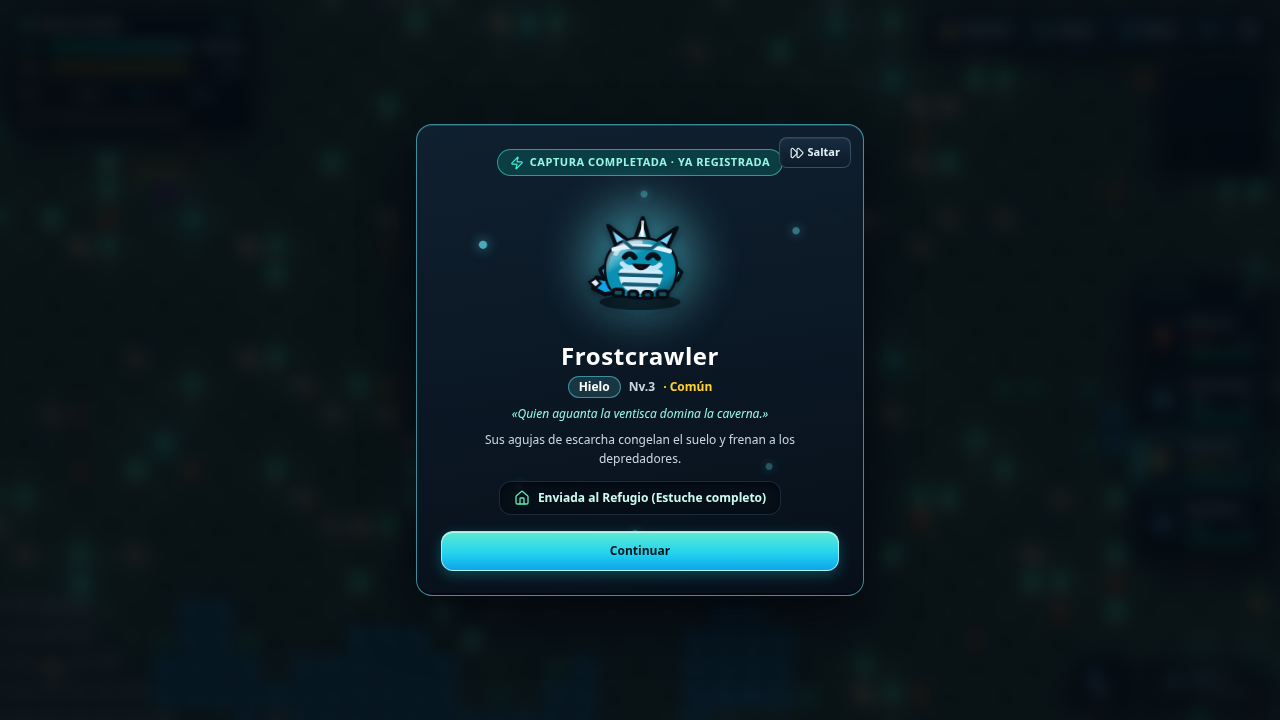 CAPTURA COMPLETADA · YA REGISTRADA
Saltar
Frostcrawler
Hielo Nv.3 · Común
«Quien aguanta la ventisca domina la caverna.»
Sus agujas de escarcha congelan el suelo y frenan a los
depredadores.
Enviada al Refugio (Estuche completo)
Continuar